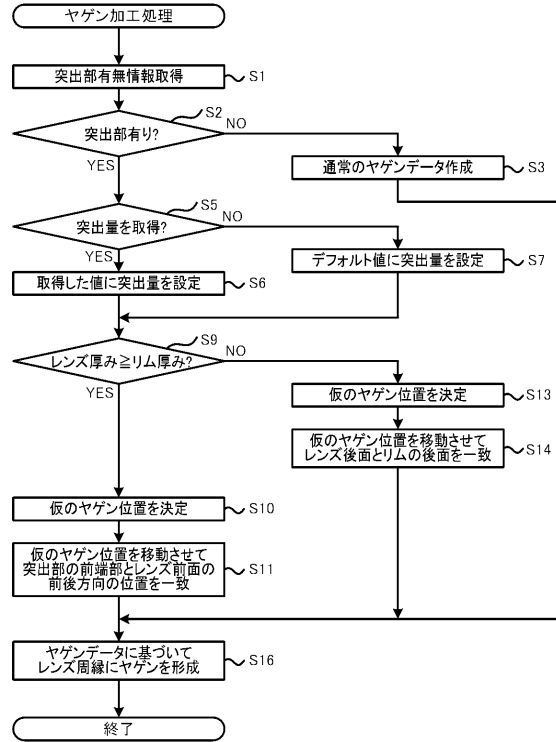 ヤゲン加工処理
突出部有無情報取得
S1
突出部有り?
S2
NO
YES
通常のヤゲンデータ作成
S3
突出量を取得?
S5
NO
YES
取得した値に突出量を設定
S6
デフォルト値に突出量を設定
S7
レンズ厚み≧リム厚み?
S9
NO
YES
仮のヤゲン位置を決定
S13
仮のヤゲン位置を移動させて
レンズ後面とリムの後面を一致
S14
仮のヤゲン位置を決定
S10
仮のヤゲン位置を移動させて
突出部の前端部とレンズ前面の
前後方向の位置を一致
S11
ヤゲンデータに基づいて
レンズ周縁にヤゲンを形成
S16
終了